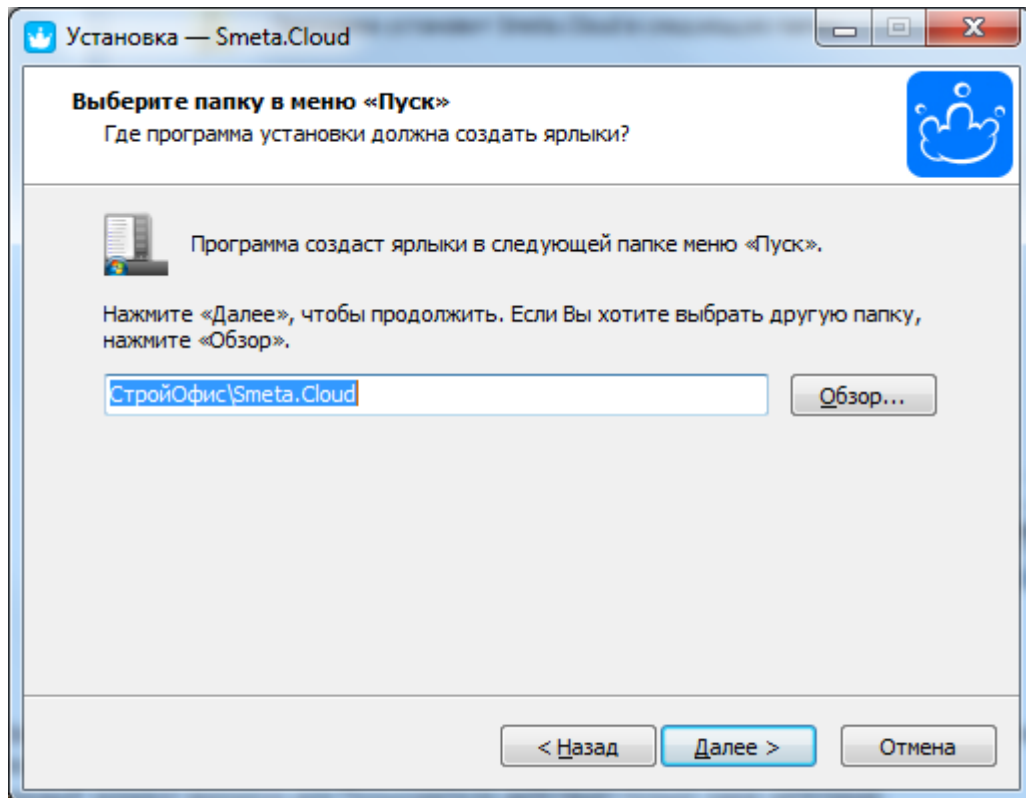 Установка — Smeta.Cloud
Выберите папку в меню «Пуск»
Где программа установки должна создать ярлыки?
Программа создаст ярлыки в следующей папке меню «Пуск».
Нажмите «Далее», чтобы продолжить. Если Вы хотите выбрать другую папку,
нажмите «Обзор».
СтройОфис\Smeta.Cloud
Обзор...
< Назад
Далее >
Отмена